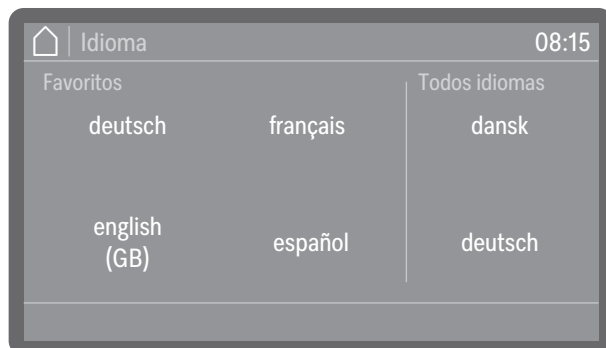 Idioma
08:15
Favoritos
Todos idiomas
deutsch
français
dansk
english
(GB)
español
deutsch